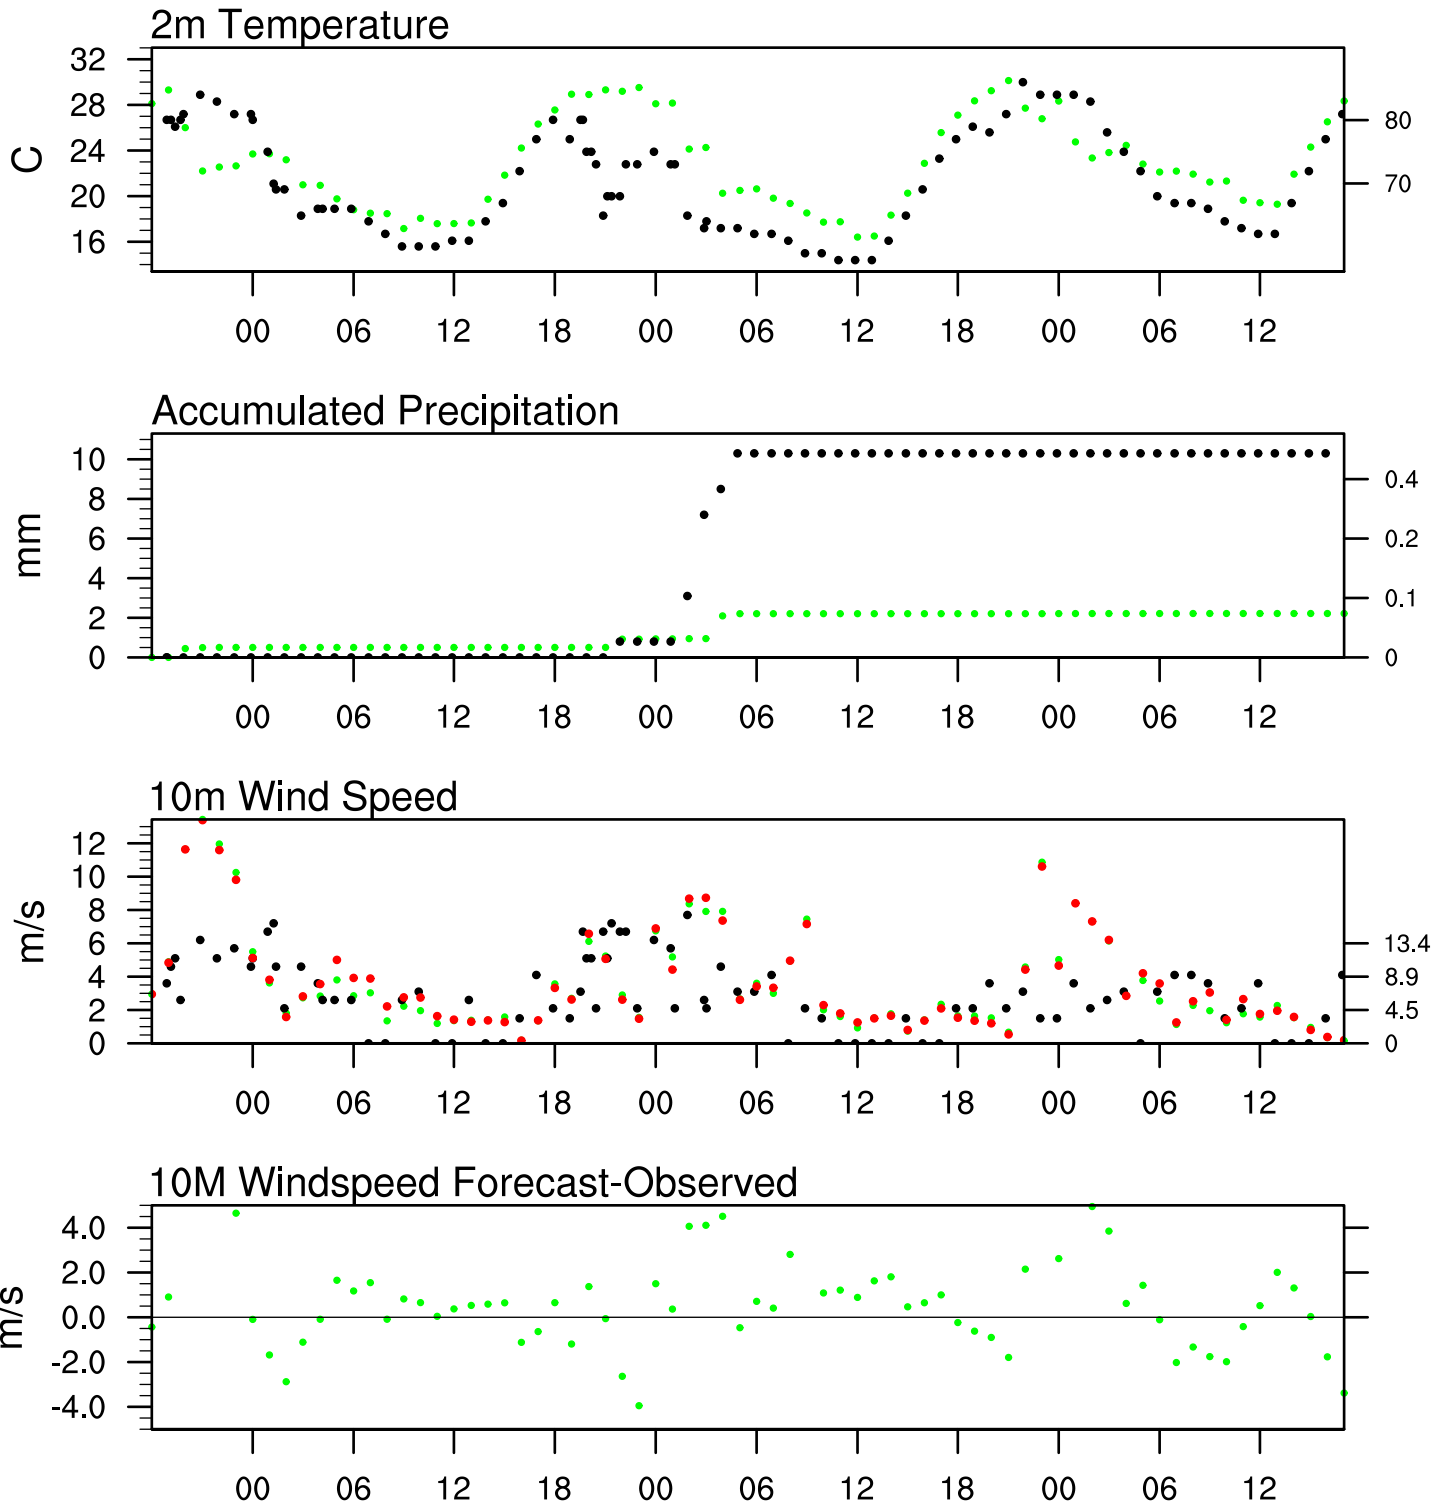 2m Temperature
32
28
24
20
16
C
80
70
00 06 12 18 00 06 12 18 00 06 12
Accumulated Precipitation
10
8
6
4
2
0
mm
0.4
0.2
0.1
0
00 06 12 18 00 06 12 18 00 06 12
10m Wind Speed
12
10
8
6
4
2
0
m/s
13.4
8.9
4.5
0
00 06 12 18 00 06 12 18 00 06 12
10M Windspeed Forecast-Observed
4.0
2.0
0.0
-2.0
-4.0
m/s
00 06 12 18 00 06 12 18 00 06 12